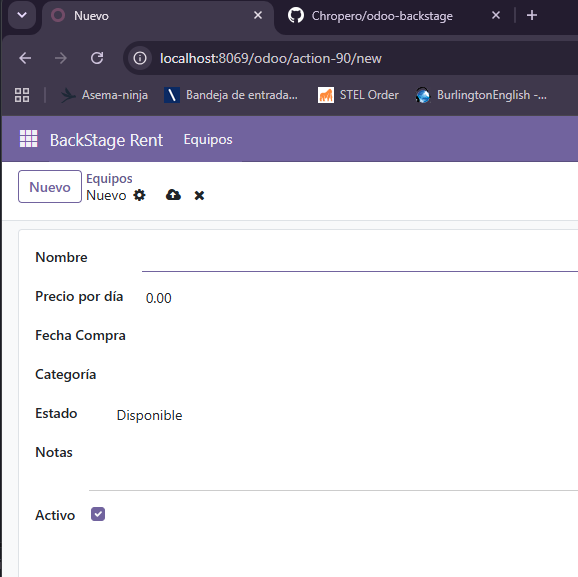 Nuevo
Chropero/odoo-backstage
localhost:8069/odoo/action-90/new
Asema-ninja
Bandeja de entrada...
STEL Order
BurlingtonEnglish -...
BackStage Rent
Equipos
Nuevo
Equipos
Nuevo
Nombre
Precio por día
0.00
Fecha Compra
Categoría
Estado
Disponible
Notas
Activo